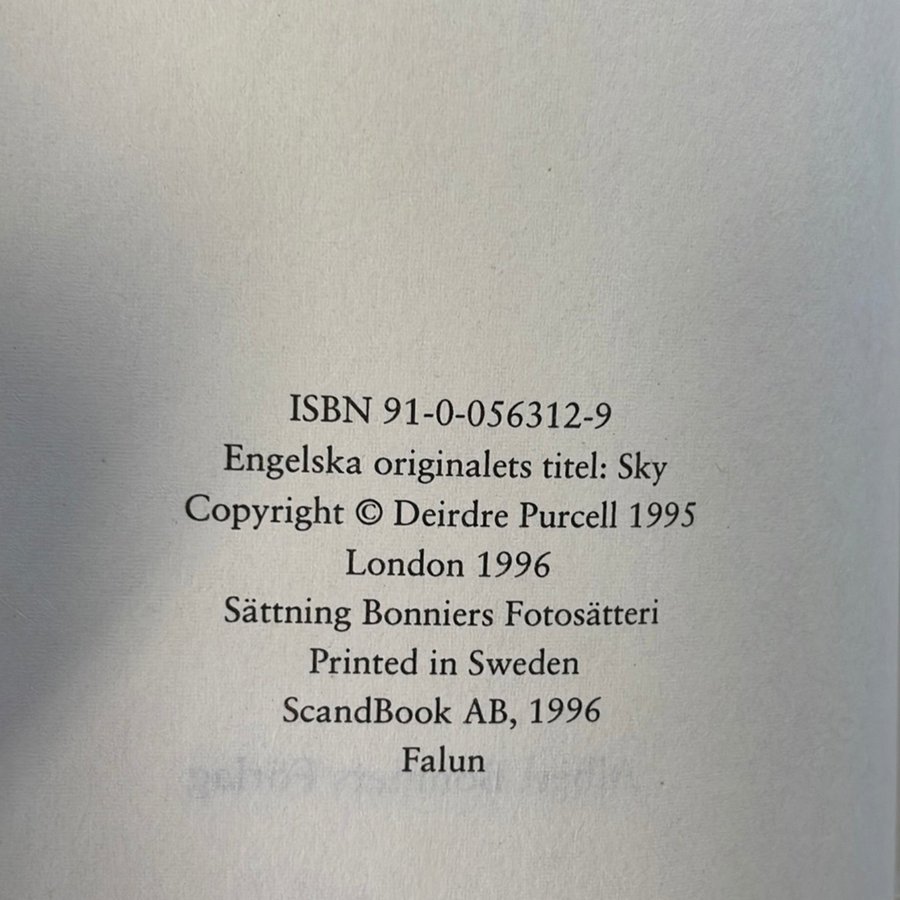 ISBN 91-0-056312-9
Engelska originalets titel: Sky
Copyright © Deirdre Purcell 1995
London 1996
Sättning Bonniers Fotosätteri
Printed in Sweden
ScandBook AB, 1996
Falun